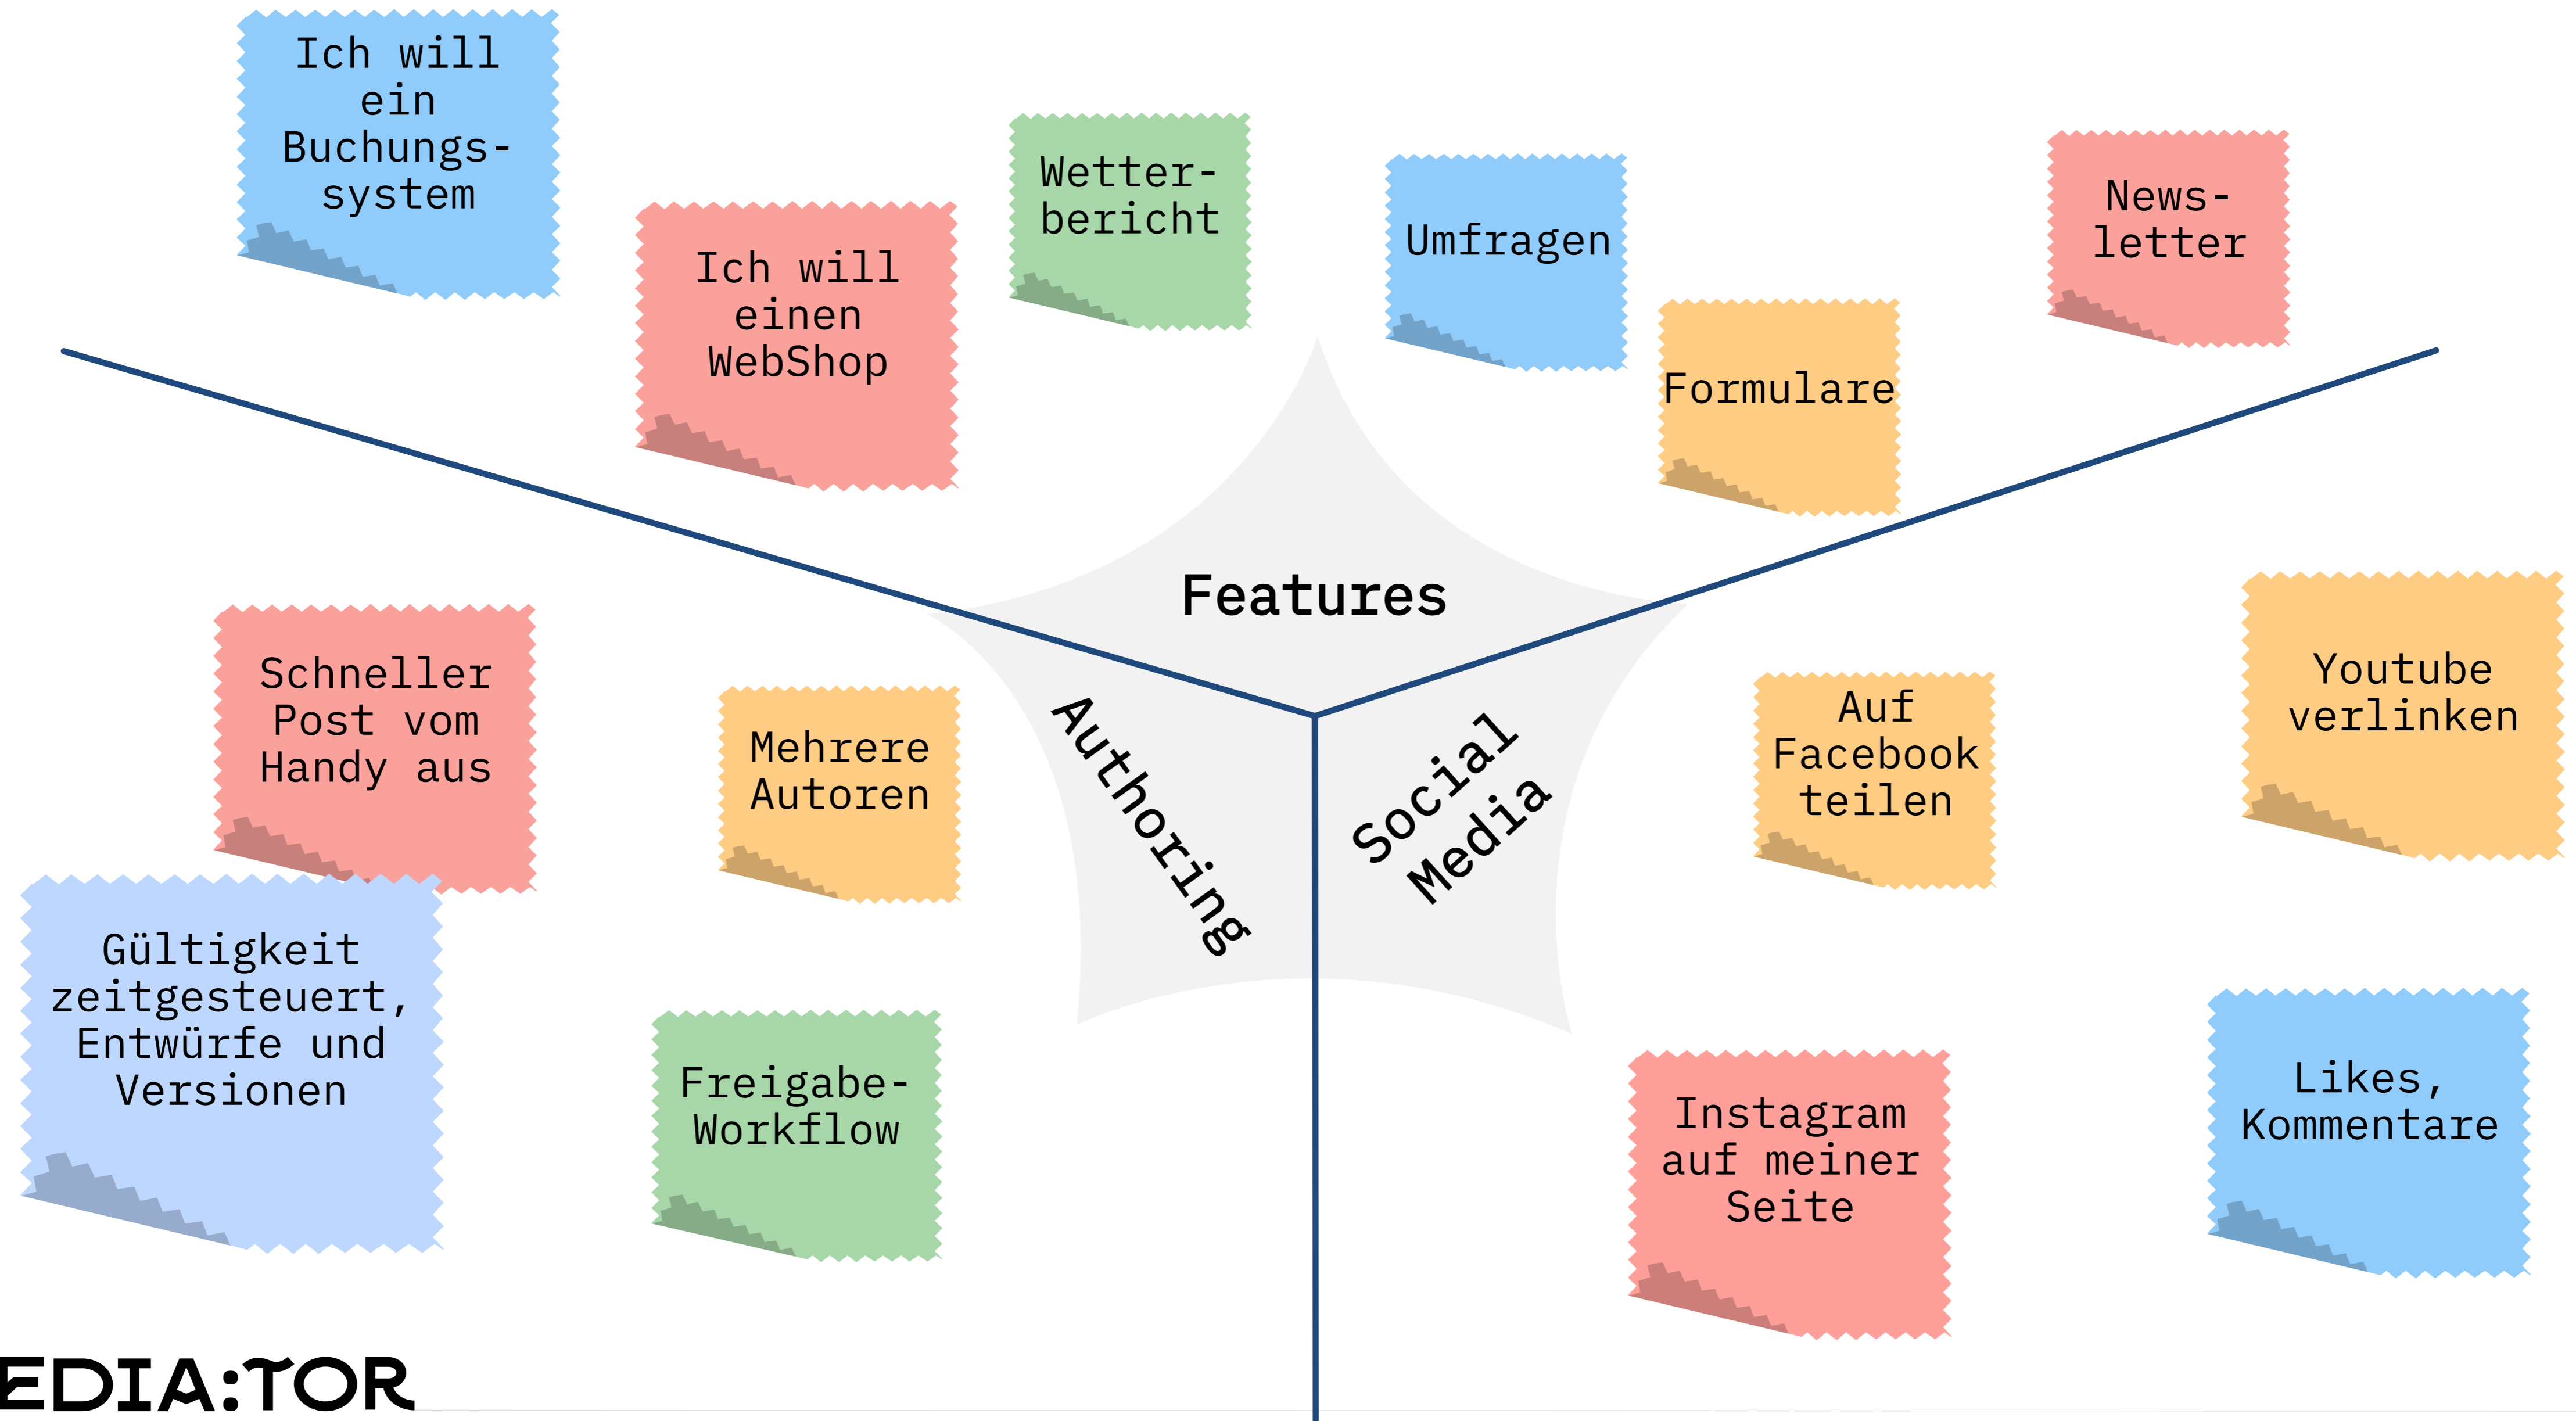 Ich will
ein
Buchungs-
system
Ich will
einen
WebShop
Wetter-
bericht
Umfragen
Formulare
News-
letter
Features
Authoring
Social
Media
Schneller
Post vom
Handy aus
Mehrere
Autoren
Gültigkeit
zeitgesteuert,
Entwürfe und
Versionen
Freigabe-
Workflow
Auf
Facebook
teilen
Youtube
verlinken
Instagram
auf meiner
Seite
Likes,
Kommentare
EDIA:TOR